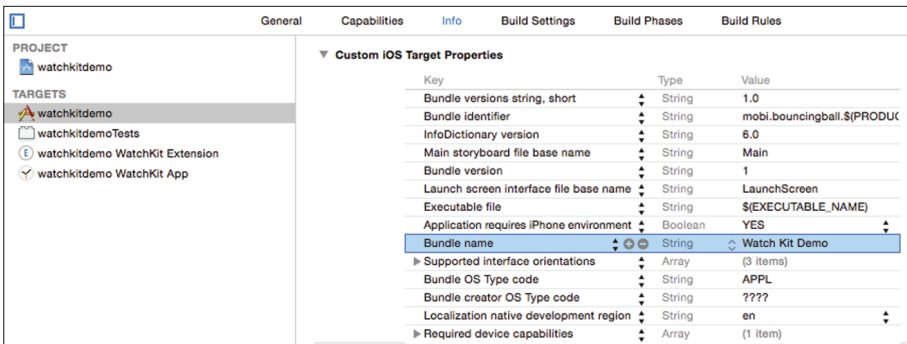 General Capabilities Info Build Settings Build Phases Build Rules
PROJECT
watchkitdemo
TARGETS
watchkitdemo
watchkitdemoTests
E watchkitdemo WatchKit Extension
watchkitdemo WatchKit App
Custom iOS Target Properties
Key Type Value
Bundle versions string, short String 1.0
Bundle identifier String mobi.bouncingball.$(PRODUC
InfoDictionary version String 6.0
Main storyboard file base name String Main
Bundle version String 1
Launch screen interface file base name String LaunchScreen
Executable file String $(EXECUTABLE_NAME)
Application requires iPhone environment Boolean YES
Bundle name String Watch Kit Demo
Supported interface orientations Array (3 items)
Bundle OS Type code String APPL
Bundle creator OS Type code String ????
Localization native development region String en
Required device capabilities Array (1 item)